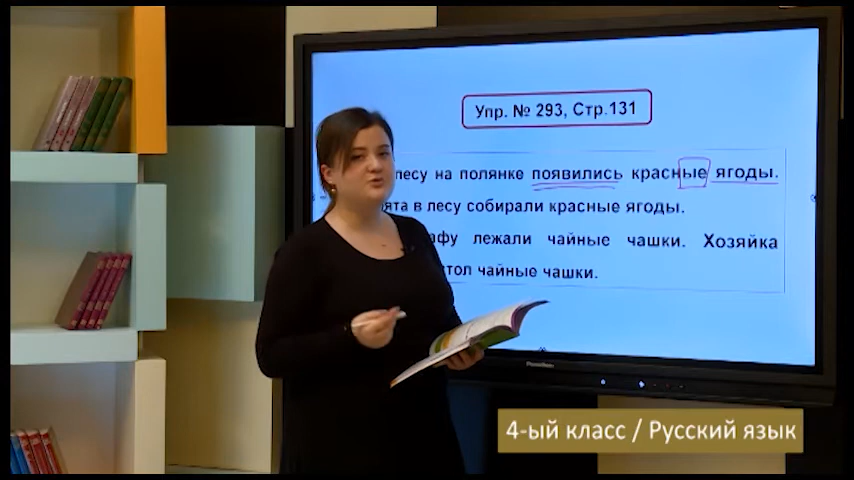 Упр. № 293, Стр.131
лесу на полянке появились красные ягоды.
в лесу собирали красные ягоды.
лежали чайные чашки. Хозяйка
чайные чашки.
4-ый класс / Русский язык